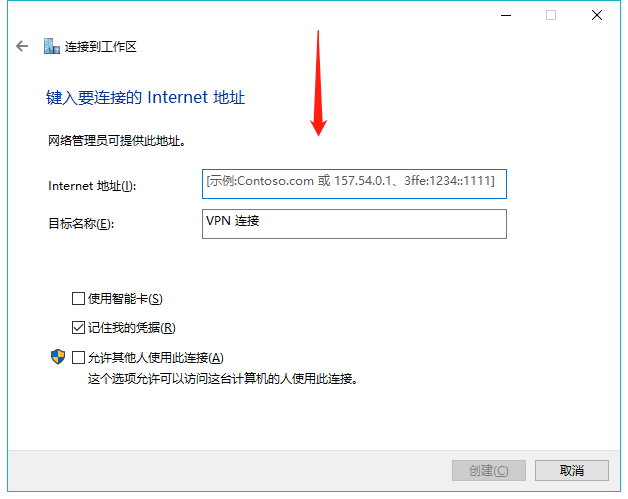 连接到工作区
键入要连接的 Internet 地址
网络管理员可提供此地址。
Internet 地址(I):
[示例:Contoso.com 或 157.54.0.1、3ffe:1234::1111]
目标名称(E):
VPN 连接
使用智能卡(S)
记住我的凭据(R)
允许其他人使用此连接(A)
这个选项允许可以访问这台计算机的人使用此连接。
创建(C)
取消